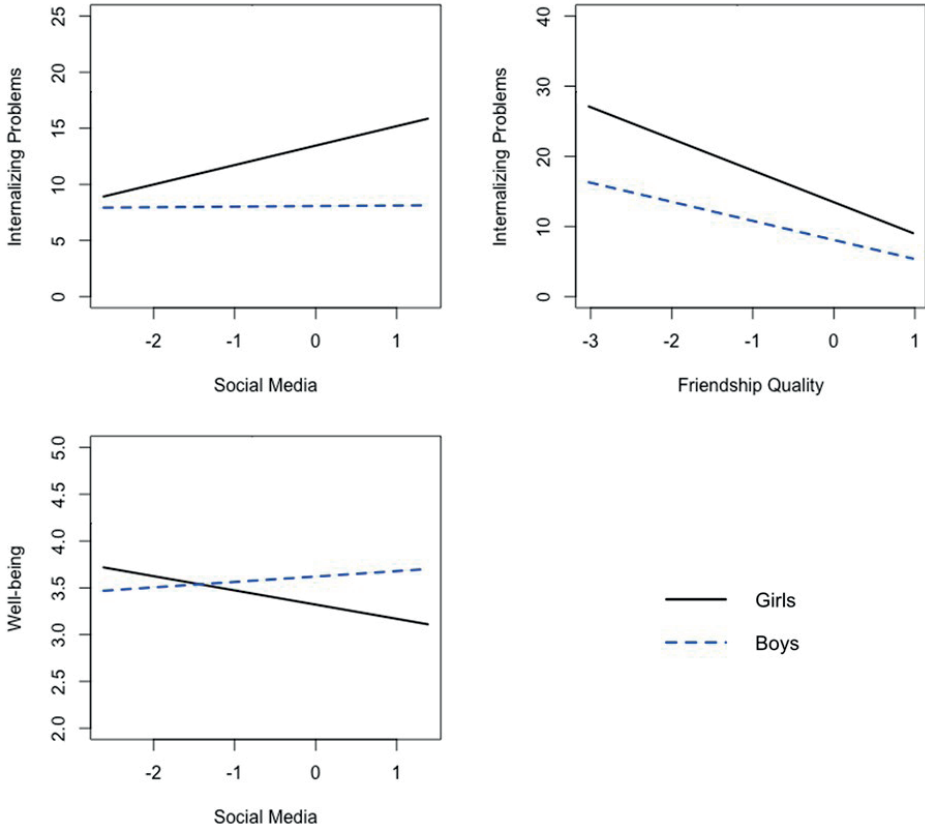 Internalizing Problems
25
20
15
10
5
0
-2 -1 0 1
Social Media
Internalizing Problems
40
30
20
10
0
-3 -2 -1 0 1
Friendship Quality
Well-being
5.0
4.5
4.0
3.5
3.0
2.5
2.0
-2 -1 0 1
Social Media
Girls
Boys